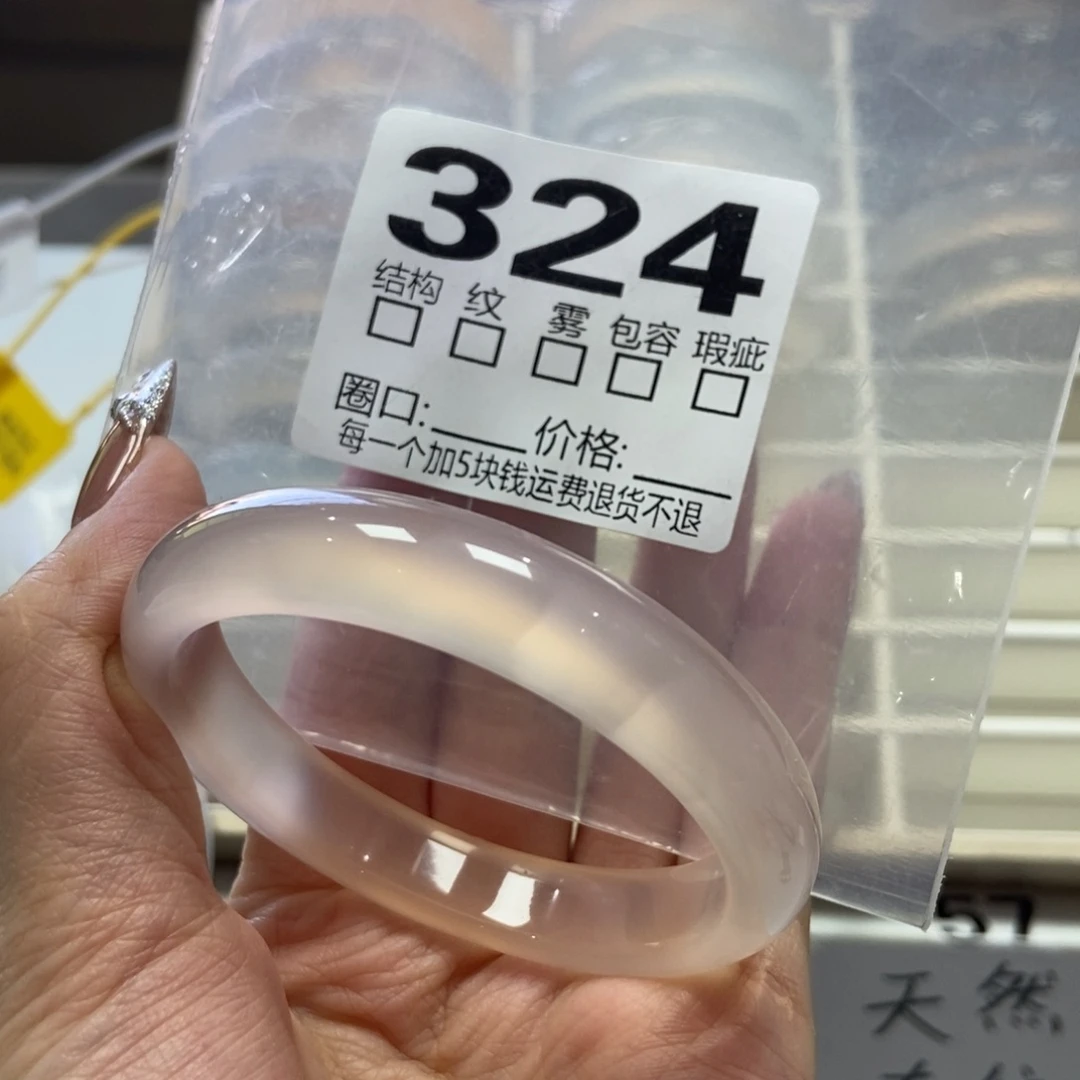 324
结构 纹 雾 包容 瑕疵
圈口: 价格:
每一个加5块钱运费退货不退
57
天然